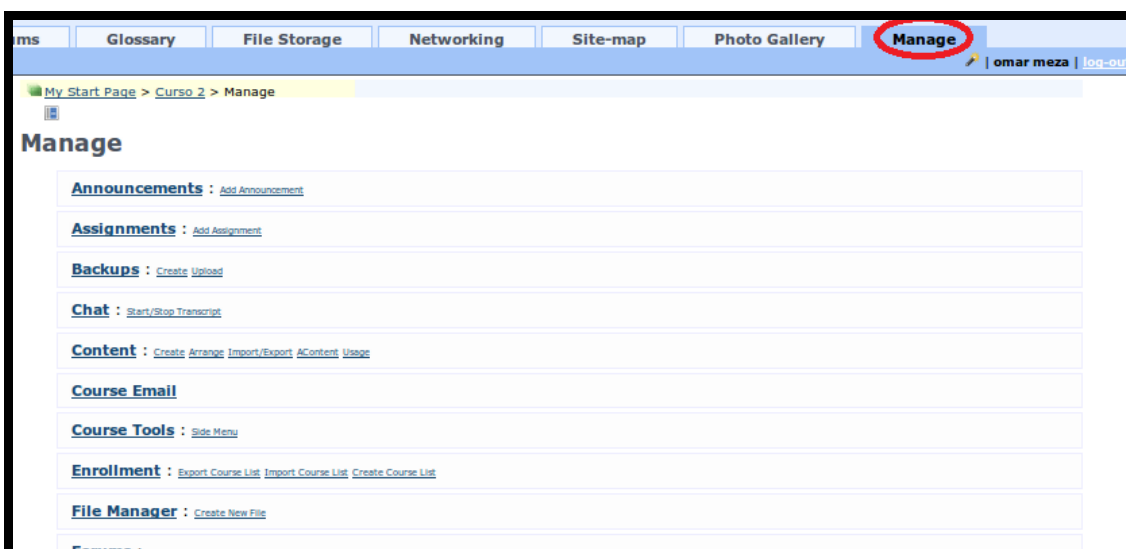 ums Glossary File Storage Networking Site-map Photo Gallery Manage
| omar meza | log-ou
My Start Page > Curso 2 > Manage
Manage
Announcements : Add Announcement
Assignments : Add Assignment
Backups : Create Upload
Chat : Start/Stop Transcript
Content : Create Arrange Import/Export AContent Usage
Course Email
Course Tools : Side Menu
Enrollment : Export Course List Import Course List Create Course List
File Manager : Create New File
Forums :